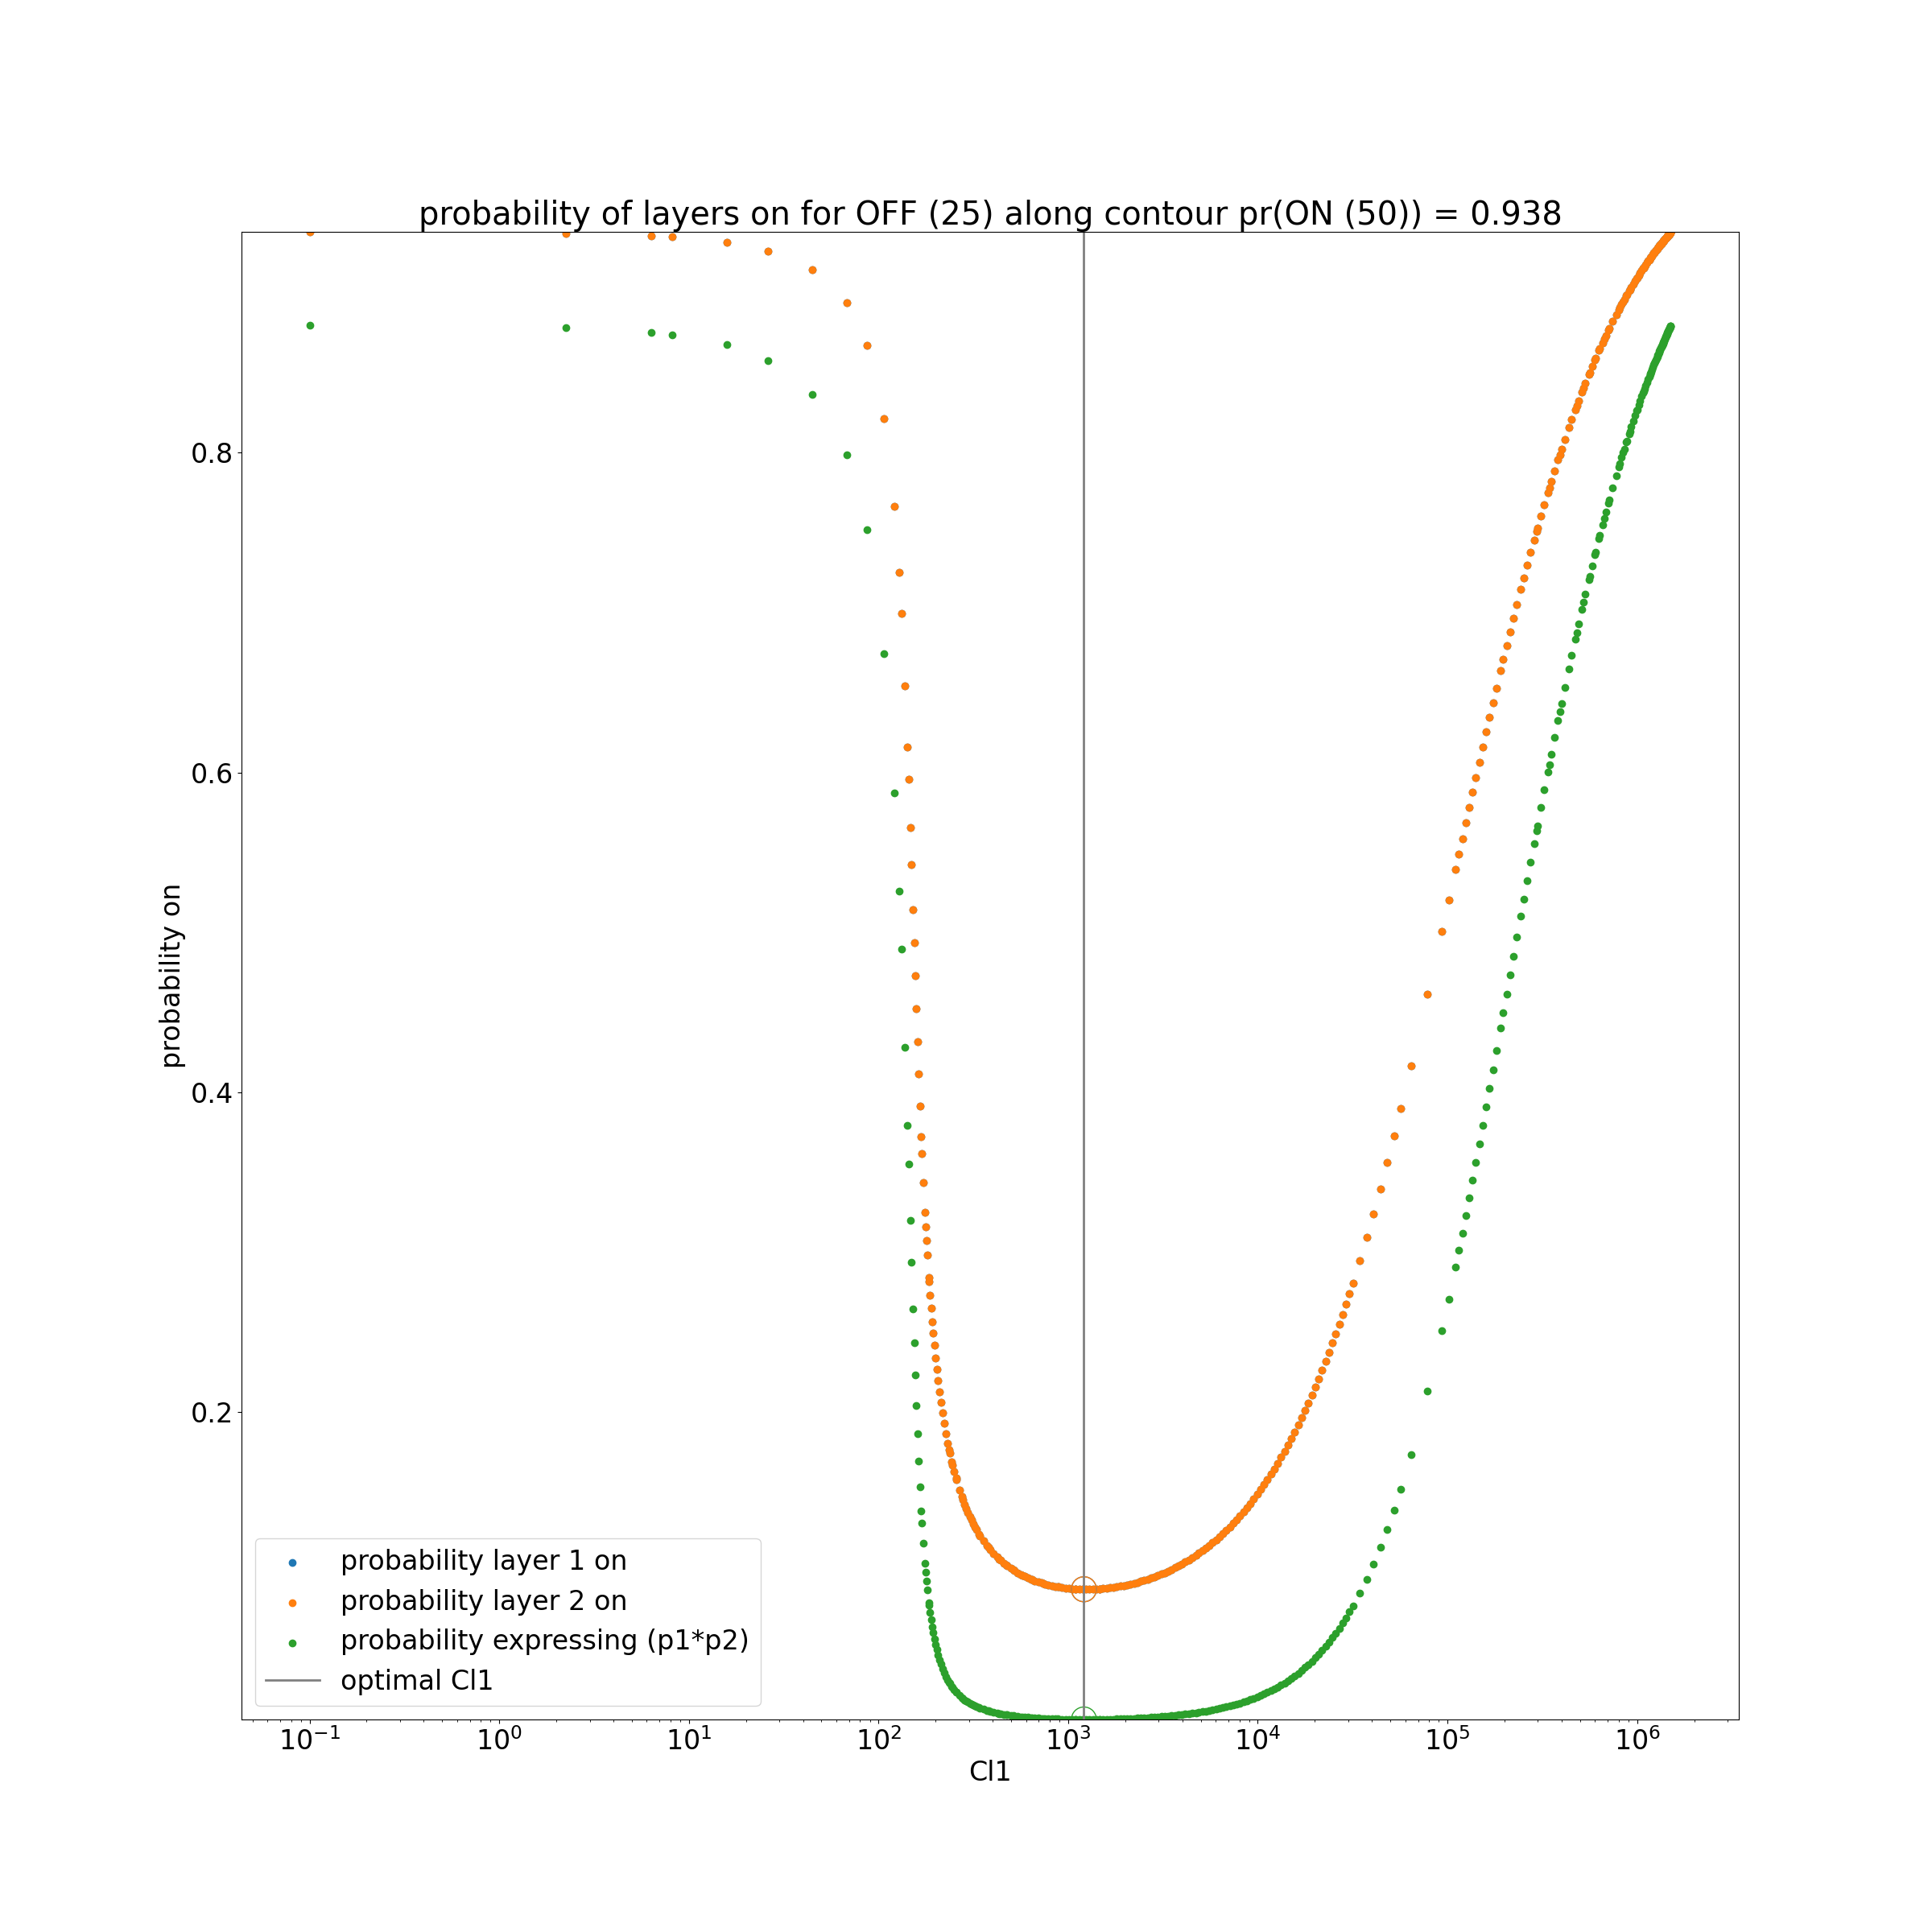 probability of layers on for OFF (25) along contour pr(ON (50)) = 0.938
probability on
0.8
0.6
0.4
0.2
probability layer 1 on
probability layer 2 on
probability expressing (p1*p2)
optimal Cl1
10⁻¹ 10⁰ 10¹ 10² 10³ 10⁴ 10⁵ 10⁶
Cl1